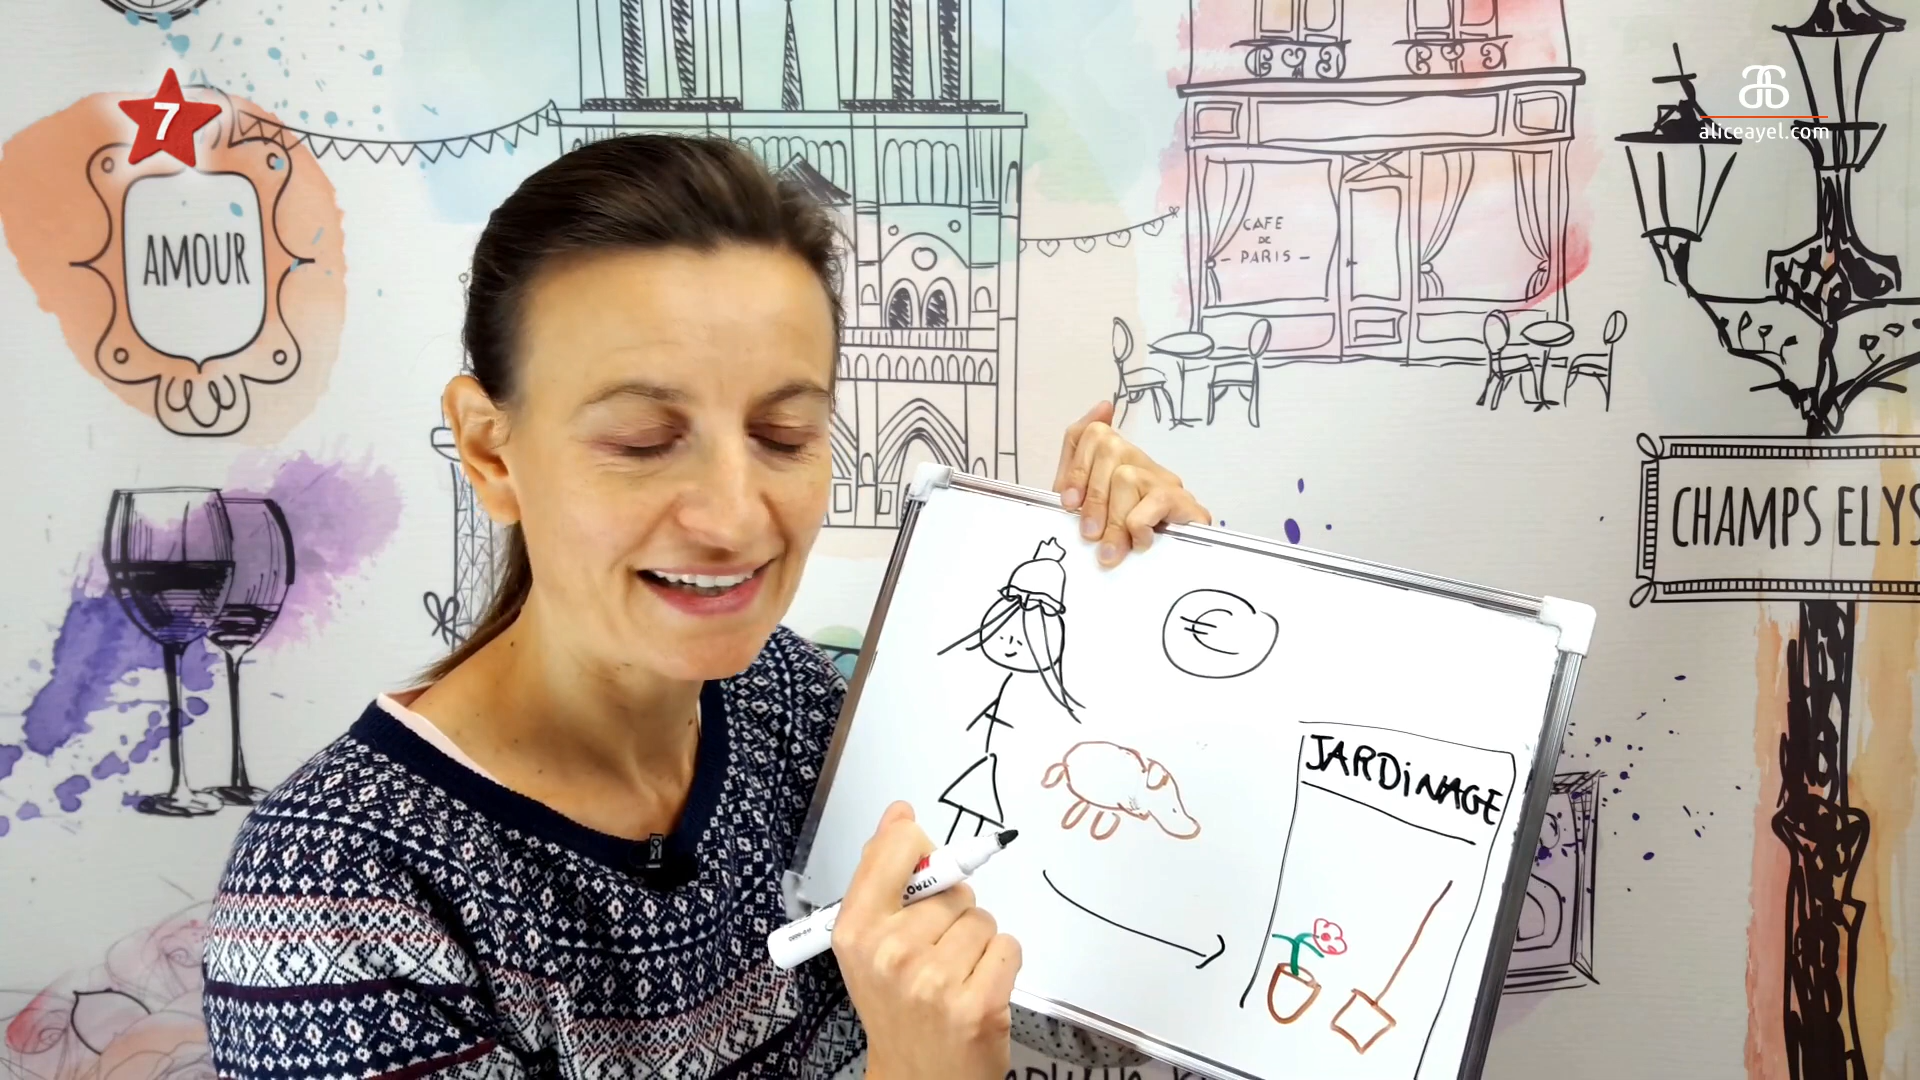 7
aliceayel.com
AMOUR
CAFE
DE
- PARIS -
CHAMPS ELYS
€
JARDiNAGE